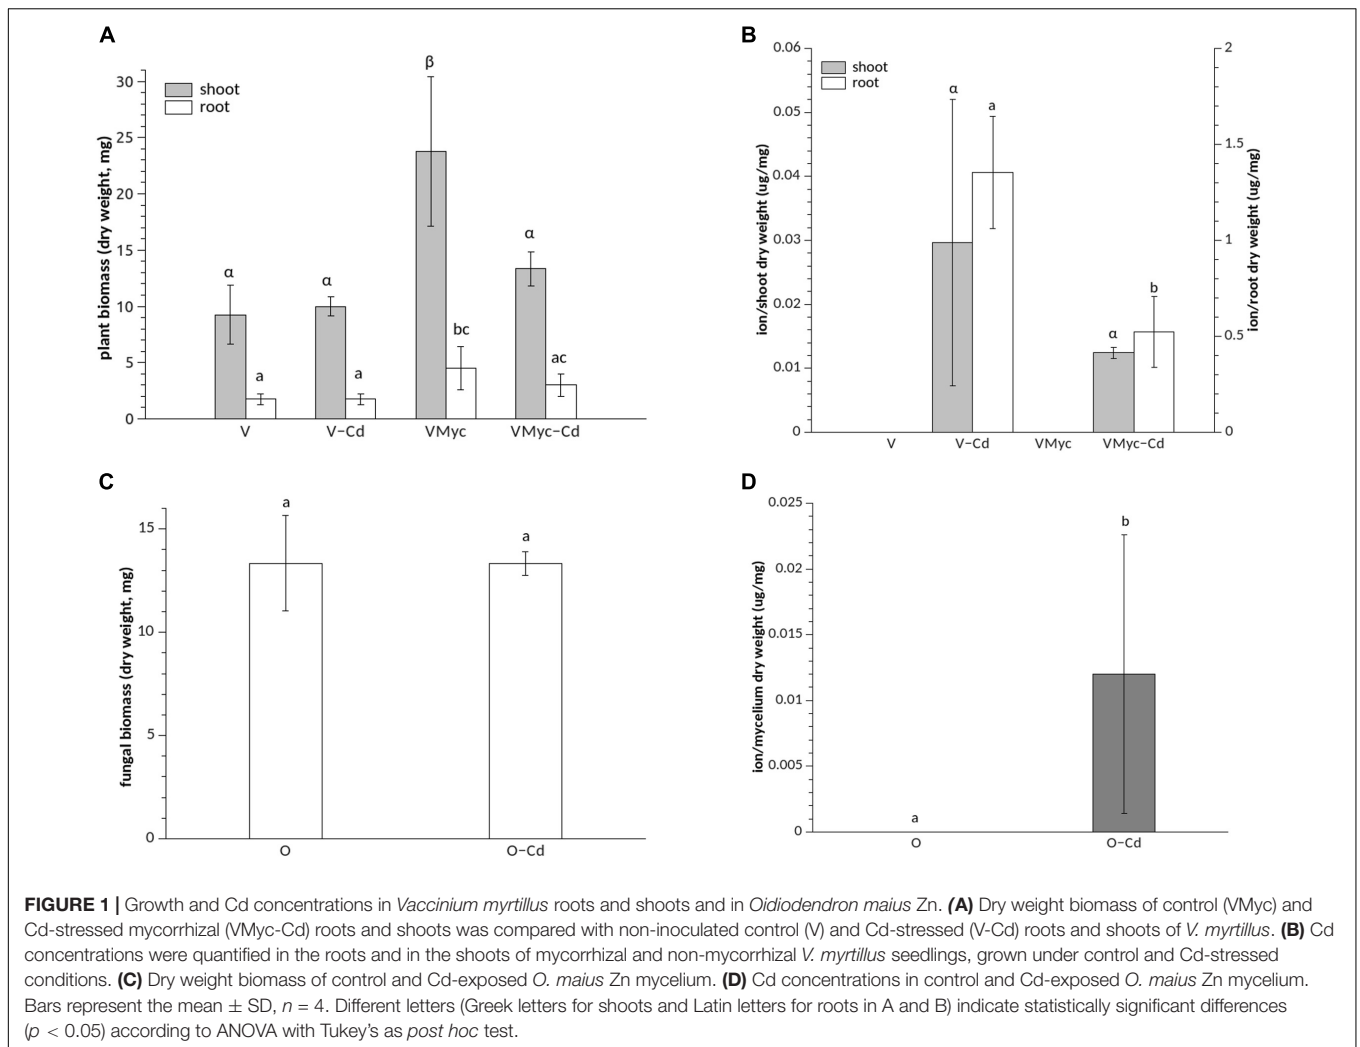 A
plant biomass (dry weight, mg)
30
25
20
15
10
5
0
shoot
root
α
a
α
a
β
bc
α
ac
V
V−Cd
VMyc
VMyc−Cd
B
ion/shoot dry weight (ug/mg)
0.06
0.05
0.04
0.03
0.02
0.01
0
shoot
root
α
a
α
b
V
V−Cd
VMyc
VMyc−Cd
2
1.5
1
0.5
0
ion/root dry weight (ug/mg)
C
fungal biomass (dry weight, mg)
15
10
5
0
a
a
O
O−Cd
D
ion/mycelium dry weight (ug/mg)
0.025
0.02
0.015
0.01
0.005
0
a
b
O
O−Cd
FIGURE 1 | Growth and Cd concentrations in Vaccinium myrtillus roots and shoots and in Oidiodendron maius Zn. (A) Dry weight biomass of control (VMyc) and
Cd-stressed mycorrhizal (VMyc-Cd) roots and shoots was compared with non-inoculated control (V) and Cd-stressed (V-Cd) roots and shoots of V. myrtillus. (B) Cd
concentrations were quantified in the roots and in the shoots of mycorrhizal and non-mycorrhizal V. myrtillus seedlings, grown under control and Cd-stressed
conditions. (C) Dry weight biomass of control and Cd-exposed O. maius Zn mycelium. (D) Cd concentrations in control and Cd-exposed O. maius Zn mycelium.
Bars represent the mean ± SD, n = 4. Different letters (Greek letters for shoots and Latin letters for roots in A and B) indicate statistically significant differences
(p < 0.05) according to ANOVA with Tukey's as post hoc test.